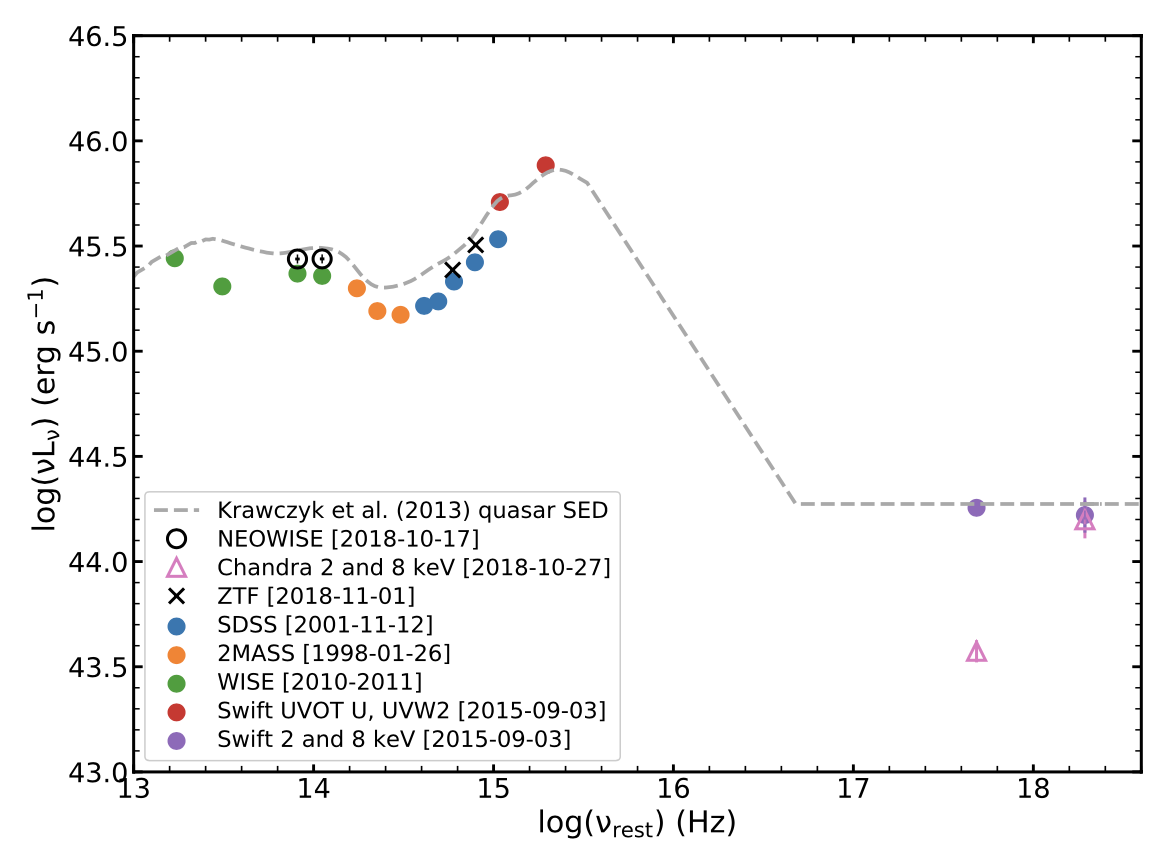 46.5
46.0
45.5
45.0
44.5
44.0
43.5
43.0
log(νLν) (erg s−1)
Krawczyk et al. (2013) quasar SED
NEOWISE [2018-10-17]
Chandra 2 and 8 keV [2018-10-27]
ZTF [2018-11-01]
SDSS [2001-11-12]
2MASS [1998-01-26]
WISE [2010-2011]
Swift UVOT U, UVW2 [2015-09-03]
Swift 2 and 8 keV [2015-09-03]
13 14 15 16 17 18
log(νrest) (Hz)